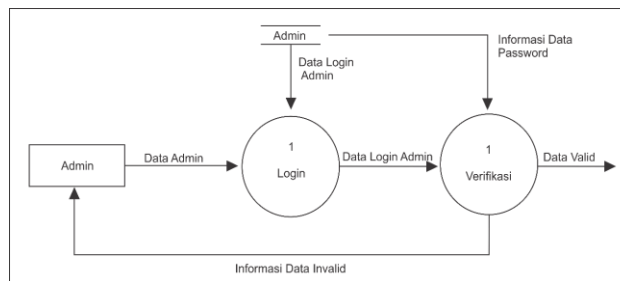 Admin
Informasi Data
Password
Data Login
Admin
Admin
Data Admin
1
Login
Data Login Admin
1
Verifikasi
Data Valid
Informasi Data Invalid